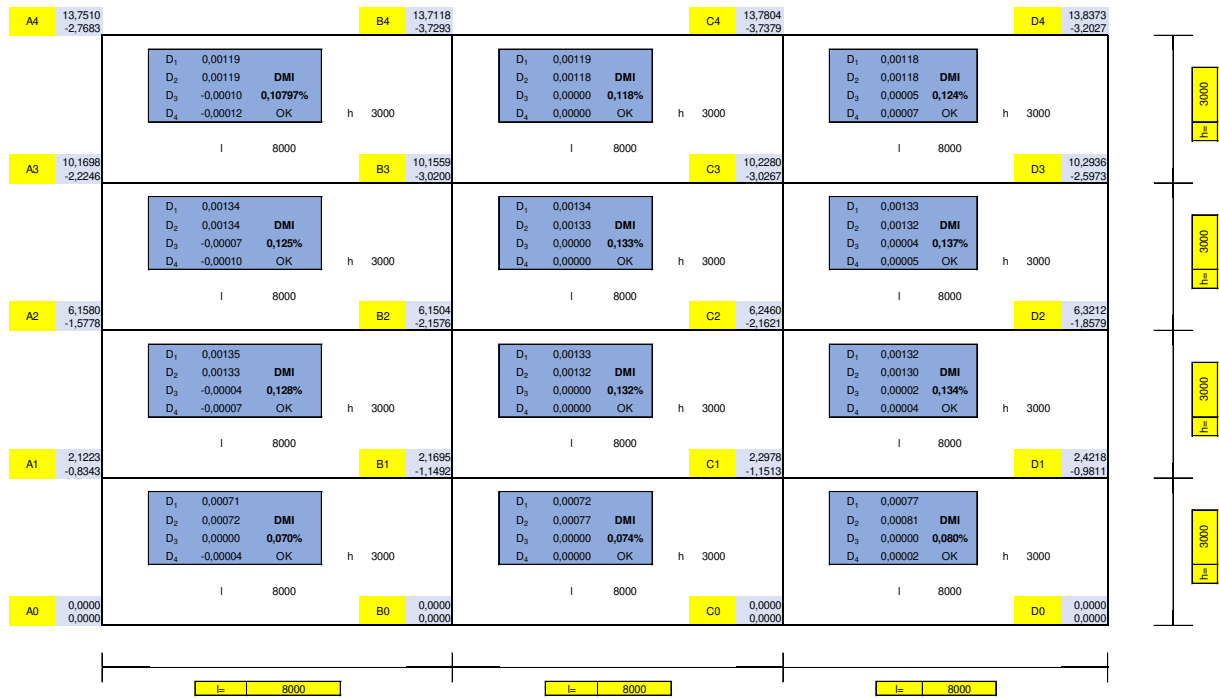 A4 13,7510 B4 13,7118 C4 13,7804 D4 13,8373
-2,7683 -3,7293 -3,7379 -3,2027
D1 0,00119 D1 0,00119 D1 0,00118
D2 0,00119 DMI D2 0,00118 DMI D2 0,00118 DMI
D3 -0,00010 0,10797% D3 0,00000 0,118% D3 0,00005 0,124%
D4 -0,00012 OK h 3000 D4 0,00000 OK h 3000 D4 0,00007 OK h 3000
h= 3000
l 8000 l 8000 l 8000
A3 10,1698 B3 10,1559 C3 10,2280 D3 10,2936
-2,2246 -3,0200 -3,0267 -2,5973
D1 0,00134 D1 0,00134 D1 0,00133
D2 0,00134 DMI D2 0,00133 DMI D2 0,00132 DMI
D3 -0,00007 0,125% D3 0,00000 0,133% D3 0,00004 0,137%
D4 -0,00010 OK h 3000 D4 0,00000 OK h 3000 D4 0,00005 OK h 3000
h= 3000
l 8000 l 8000 l 8000
A2 6,1580 B2 6,1504 C2 6,2460 D2 6,3212
-1,5778 -2,1576 -2,1621 -1,8579
D1 0,00135 D1 0,00133 D1 0,00132
D2 0,00133 DMI D2 0,00132 DMI D2 0,00130 DMI
D3 -0,00004 0,128% D3 0,00000 0,132% D3 0,00002 0,134%
D4 -0,00007 OK h 3000 D4 0,00000 OK h 3000 D4 0,00004 OK h 3000
h= 3000
l 8000 l 8000 l 8000
A1 2,1223 B1 2,1695 C1 2,2978 D1 2,4218
-0,8343 -1,1492 -1,1513 -0,9811
D1 0,00071 D1 0,00072 D1 0,00077
D2 0,00072 DMI D2 0,00077 DMI D2 0,00081 DMI
D3 0,00000 0,070% D3 0,00000 0,074% D3 0,00000 0,080%
D4 -0,00004 OK h 3000 D4 0,00000 OK h 3000 D4 0,00002 OK h 3000
h= 3000
l 8000 l 8000 l 8000
A0 0,0000 B0 0,0000 C0 0,0000 D0 0,0000
0,0000 0,0000 0,0000 0,0000
l= 8000 l= 8000 l= 8000